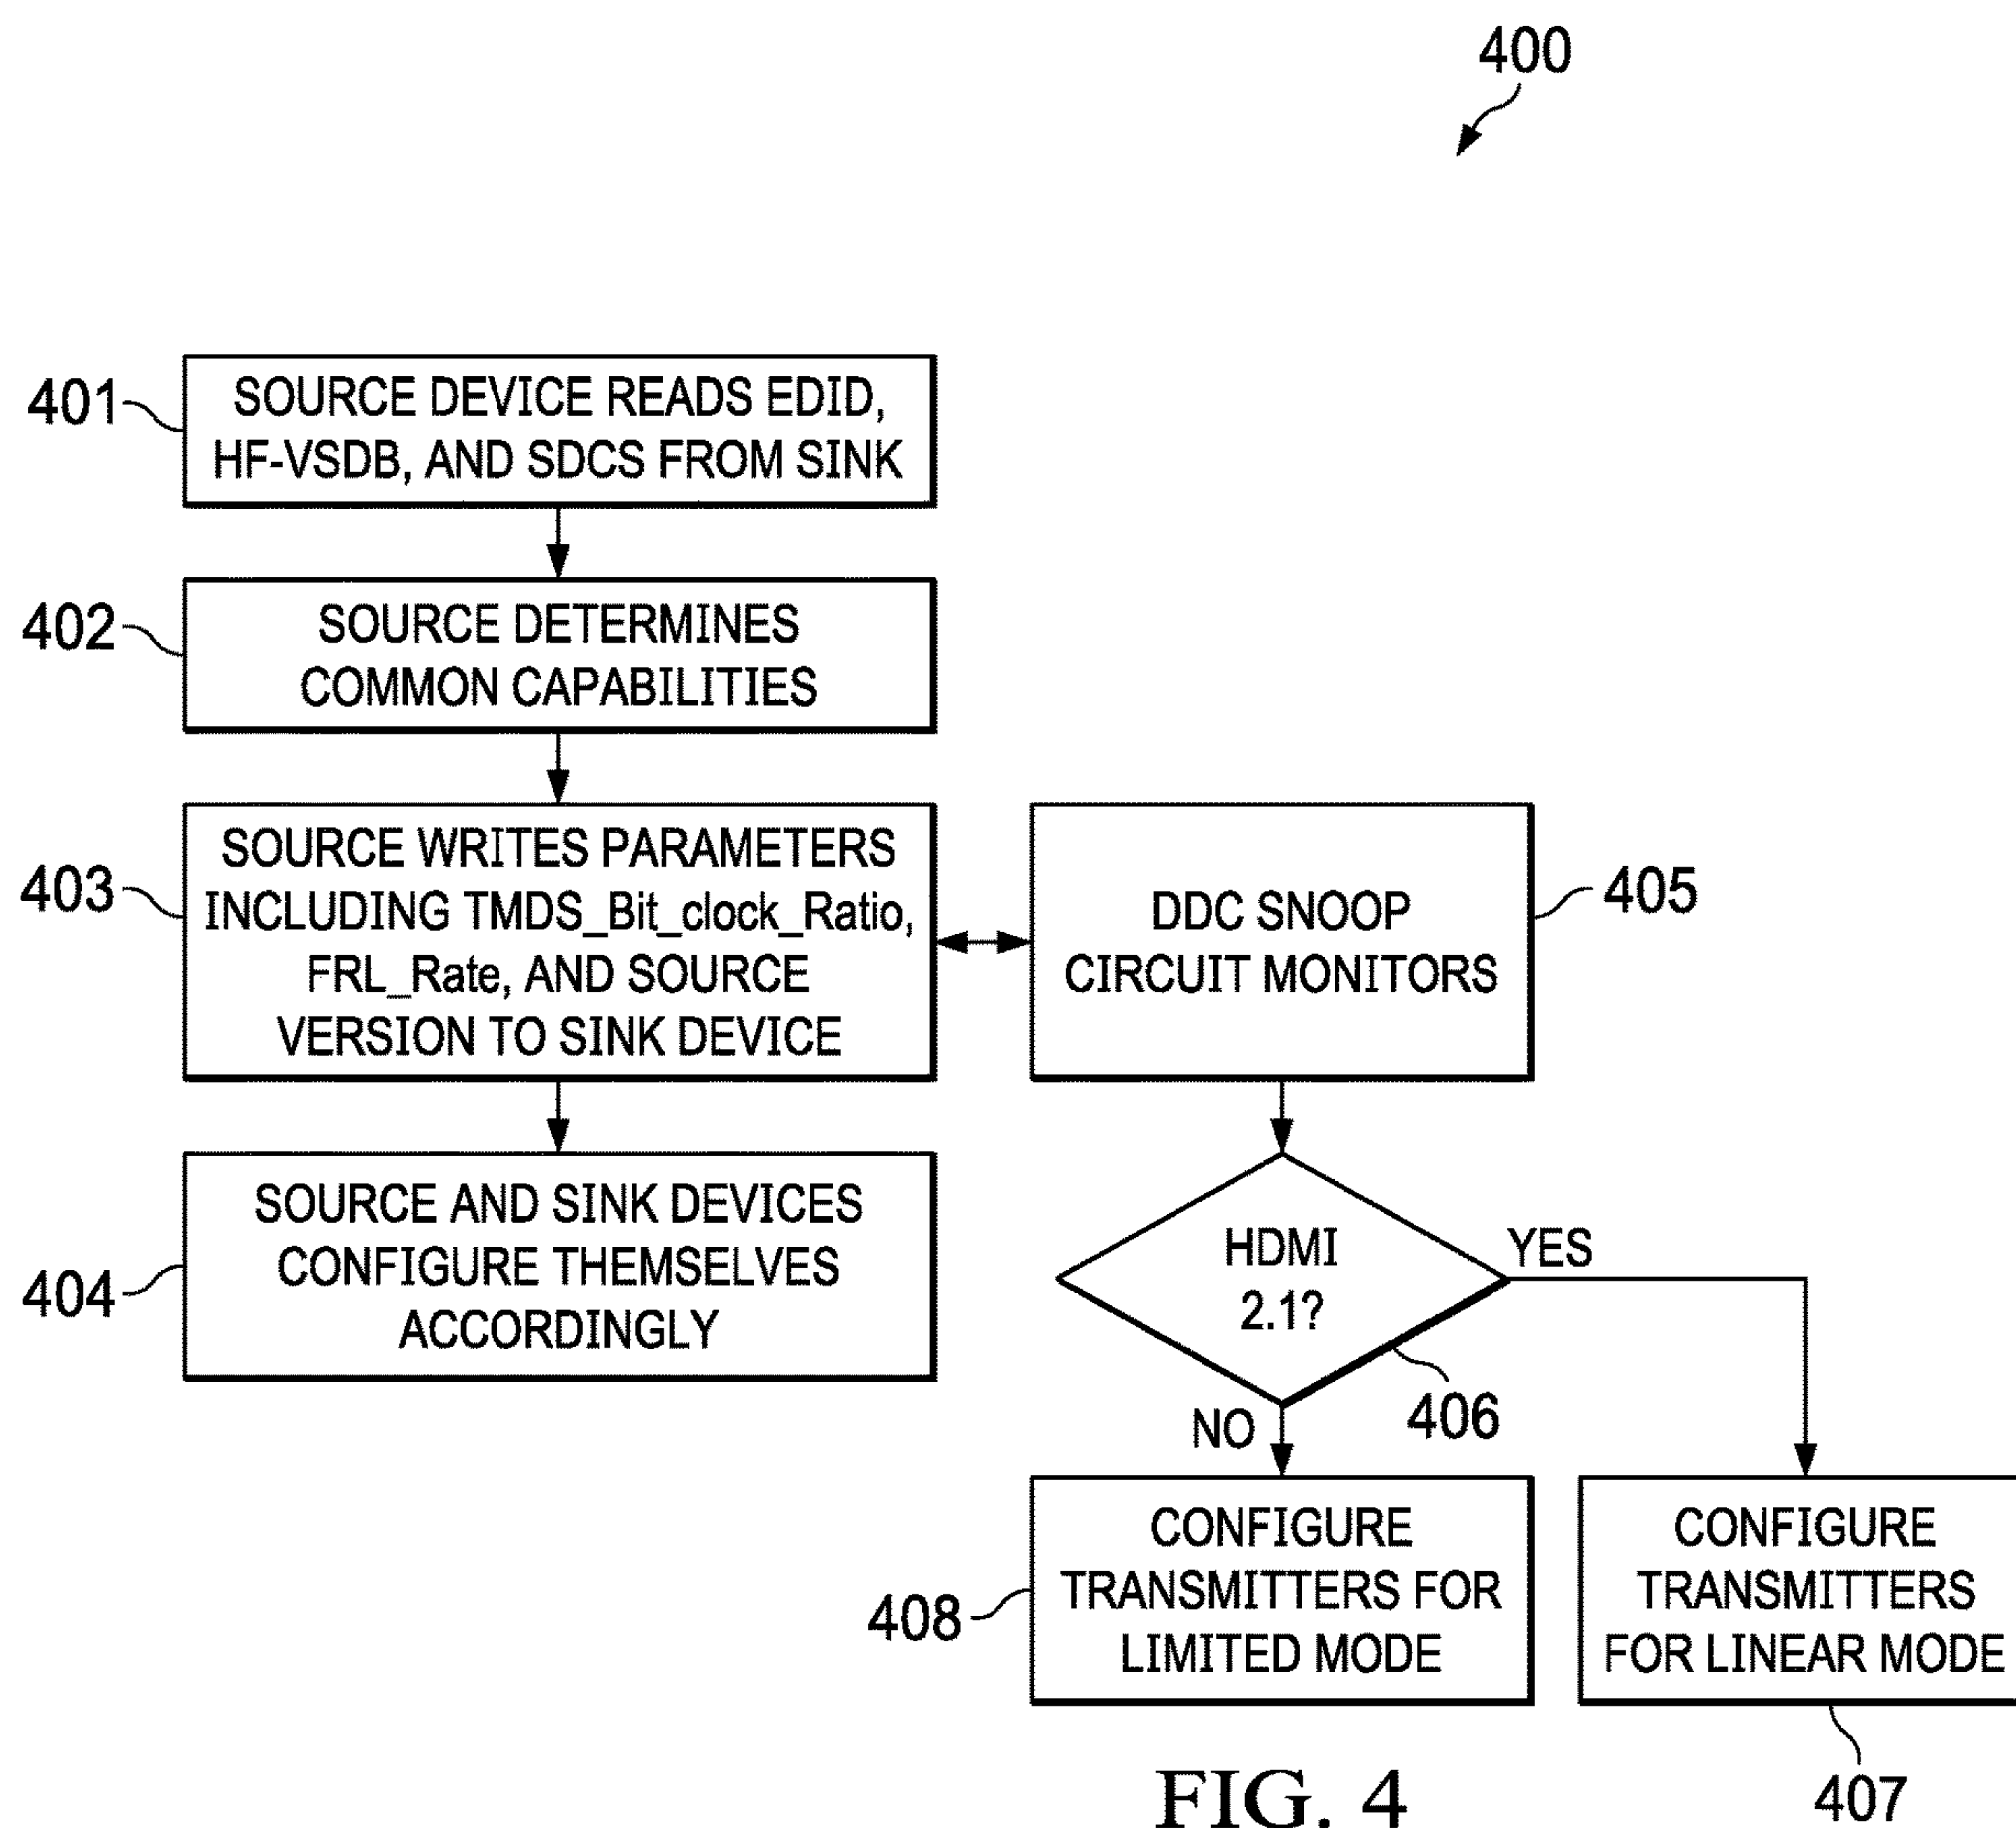 400
401
SOURCE DEVICE READS EDID,
HF-VSDB, AND SDCS FROM SINK
402
SOURCE DETERMINES
COMMON CAPABILITIES
403
SOURCE WRITES PARAMETERS
INCLUDING TMDS_Bit_clock_Ratio,
FRL_Rate, AND SOURCE
VERSION TO SINK DEVICE
DDC SNOOP
CIRCUIT MONITORS
405
404
SOURCE AND SINK DEVICES
CONFIGURE THEMSELVES
ACCORDINGLY
HDMI
2.1?
YES
NO
406
408
CONFIGURE
TRANSMITTERS FOR
LIMITED MODE
CONFIGURE
TRANSMITTERS
FOR LINEAR MODE
407
FIG. 4